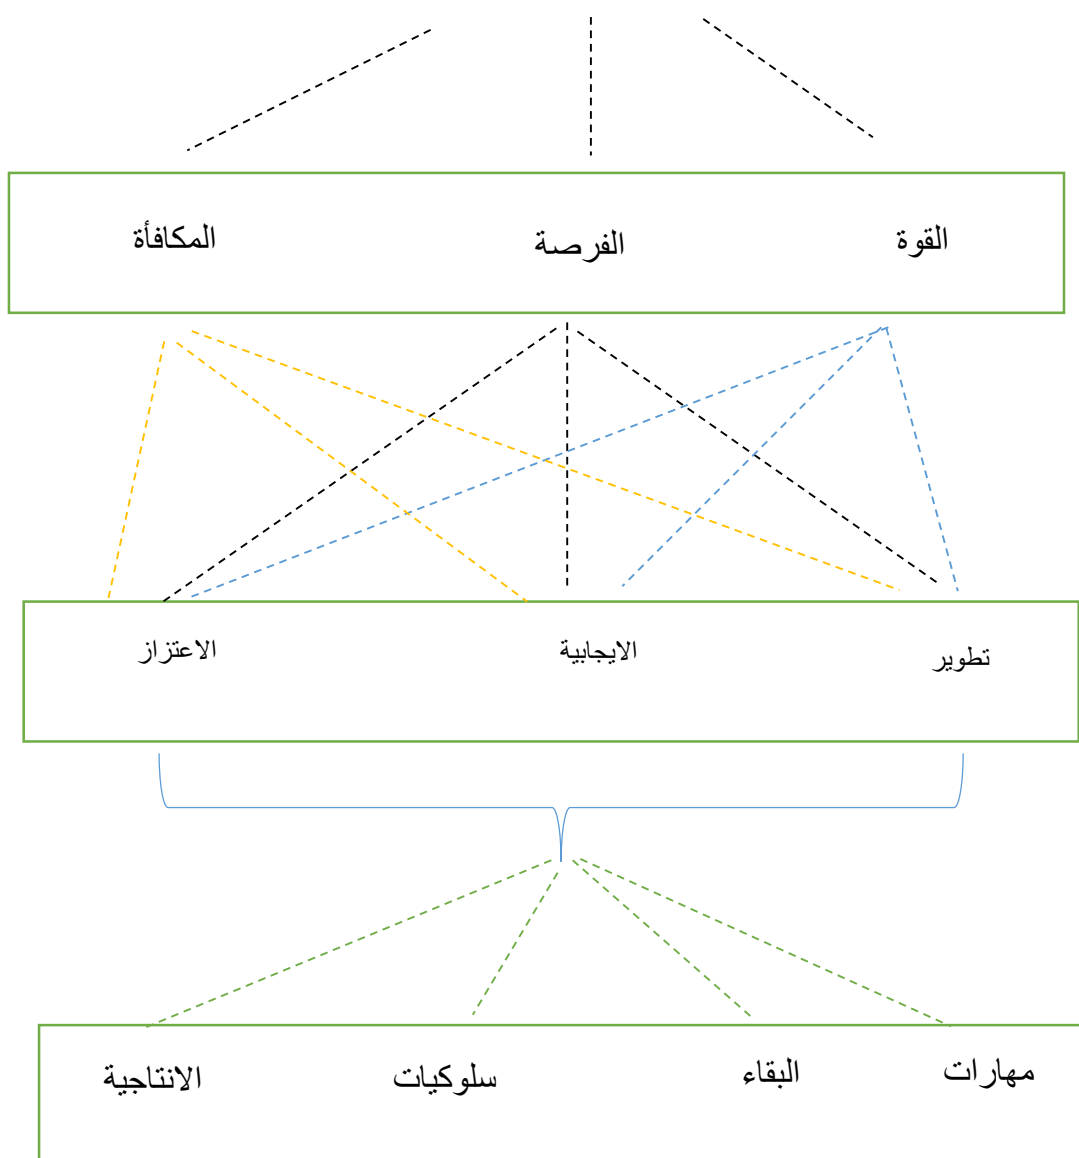 القوة الفرصة المكافأة
تطوير الايجابية الاعتزاز
مهارات البقاء سلوكيات الانتاجية